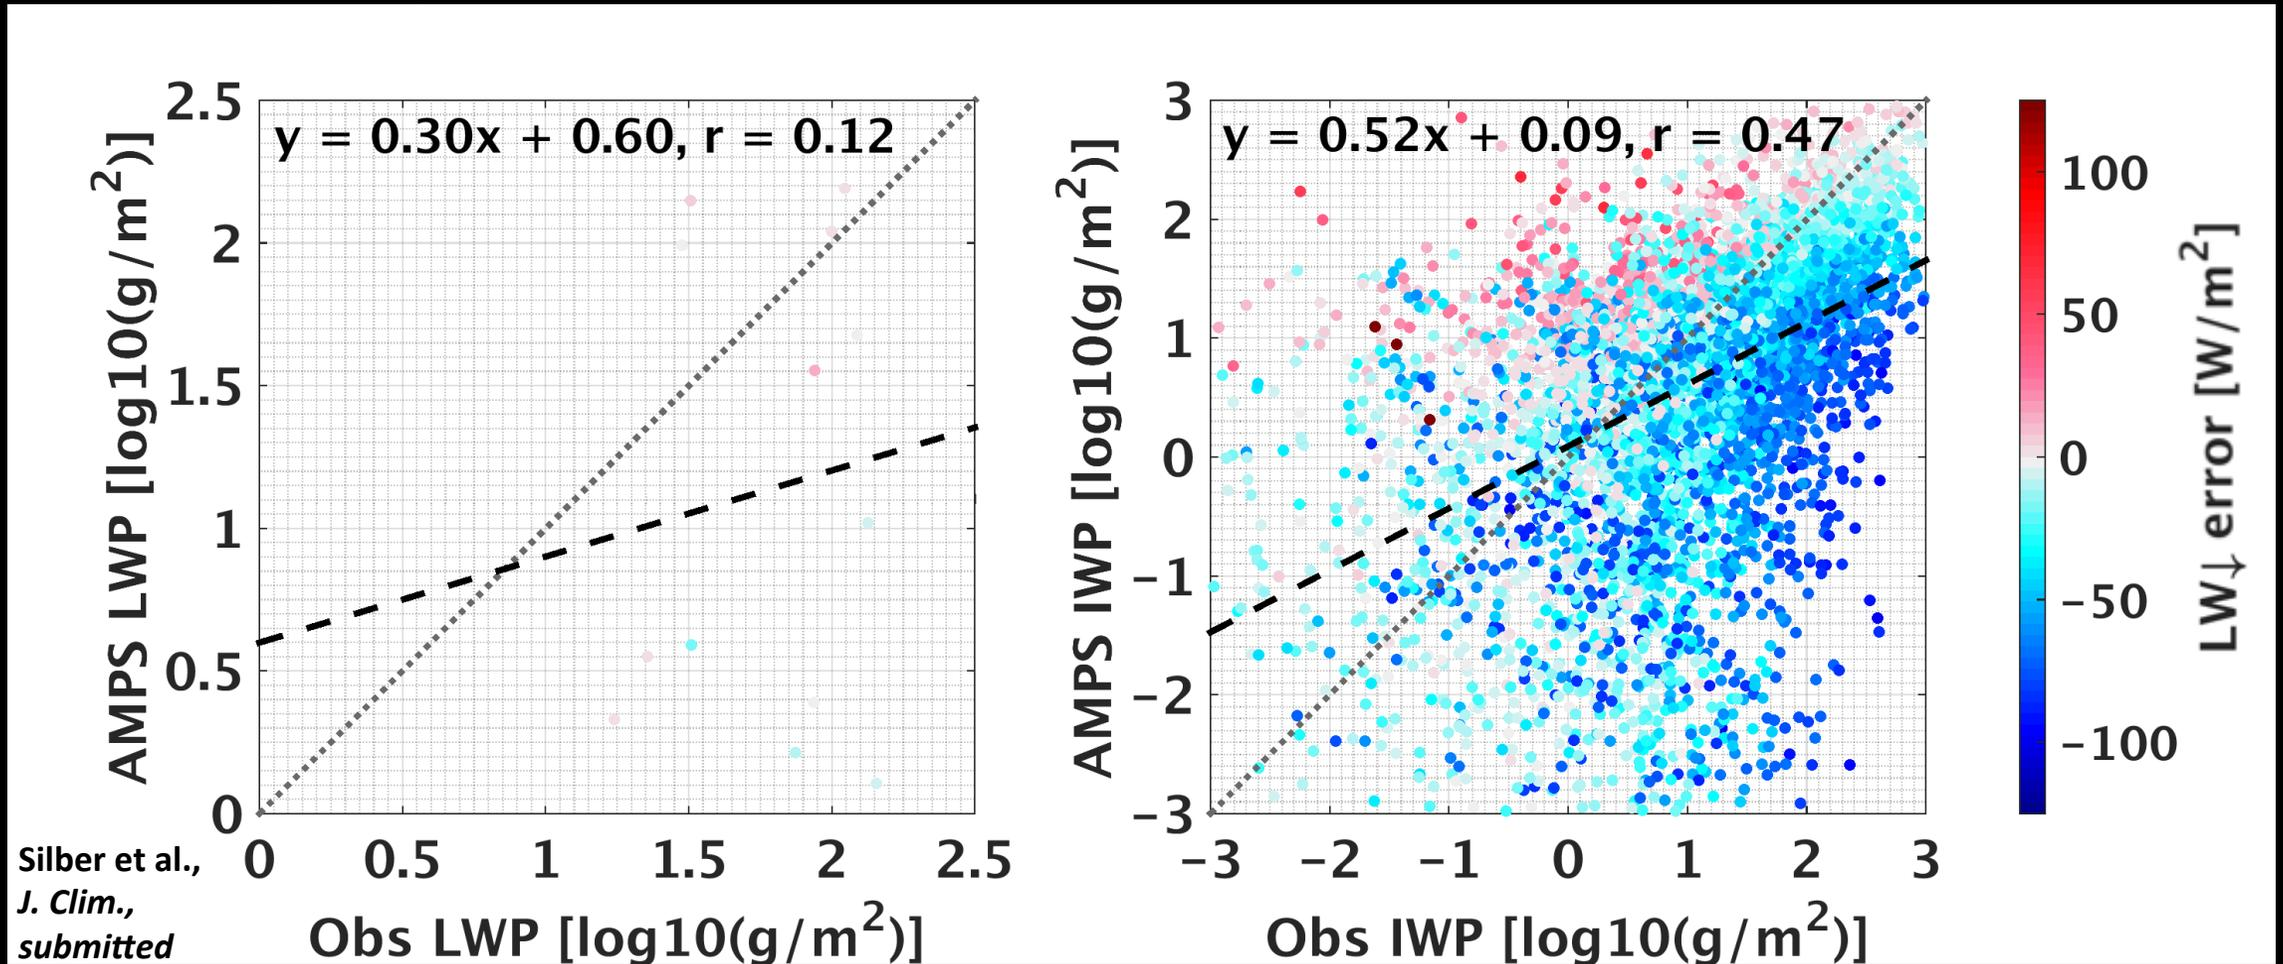 y = 0.30x + 0.60, r = 0.12
AMPS LWP [log10(g/m2)]
2.5
2
1.5
1
0.5
0
0 0.5 1 1.5 2 2.5
Obs LWP [log10(g/m2)]
y = 0.52x + 0.09, r = 0.47
AMPS IWP [log10(g/m2)]
3
2
1
0
−1
−2
−3
−3 −2 −1 0 1 2 3
Obs IWP [log10(g/m2)]
100
50
0
−50
−100
LW↓ error [W/m2]
Silber et al.,
J. Clim.,
submitted